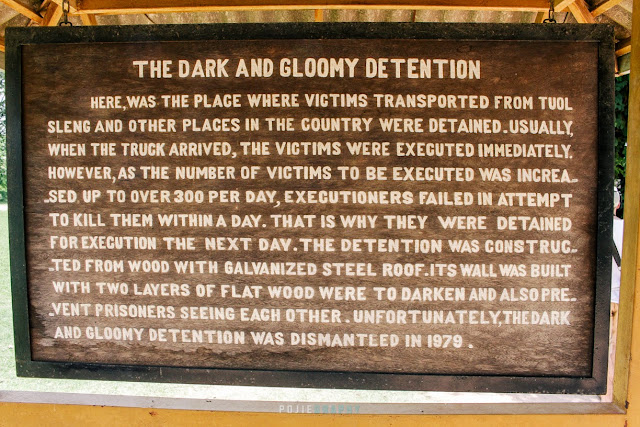 THE DARK AND GLOOMY DETENTION
HERE, WAS THE PLACE WHERE VICTIMS TRANSPORTED FROM TUOL
SLENG AND OTHER PLACES IN THE COUNTRY WERE DETAINED. USUALLY,
WHEN THE TRUCK ARRIVED, THE VICTIMS WERE EXECUTED IMMEDIATELY.
HOWEVER, AS THE NUMBER OF VICTIMS TO BE EXECUTED WAS INCREA-
-SED UP TO OVER 300 PER DAY, EXECUTIONERS FAILED IN ATTEMPT
TO KILL THEM WITHIN A DAY. THAT IS WHY THEY WERE DETAINED
FOR EXECUTION THE NEXT DAY. THE DETENTION WAS CONSTRUC-
-TED FROM WOOD WITH GALVANIZED STEEL ROOF. ITS WALL WAS BUILT
WITH TWO LAYERS OF FLAT WOOD WERE TO DARKEN AND ALSO PRE-
-VENT PRISONERS SEEING EACH OTHER. UNFORTUNATELY, THE DARK
AND GLOOMY DETENTION WAS DISMANTLED IN 1979.